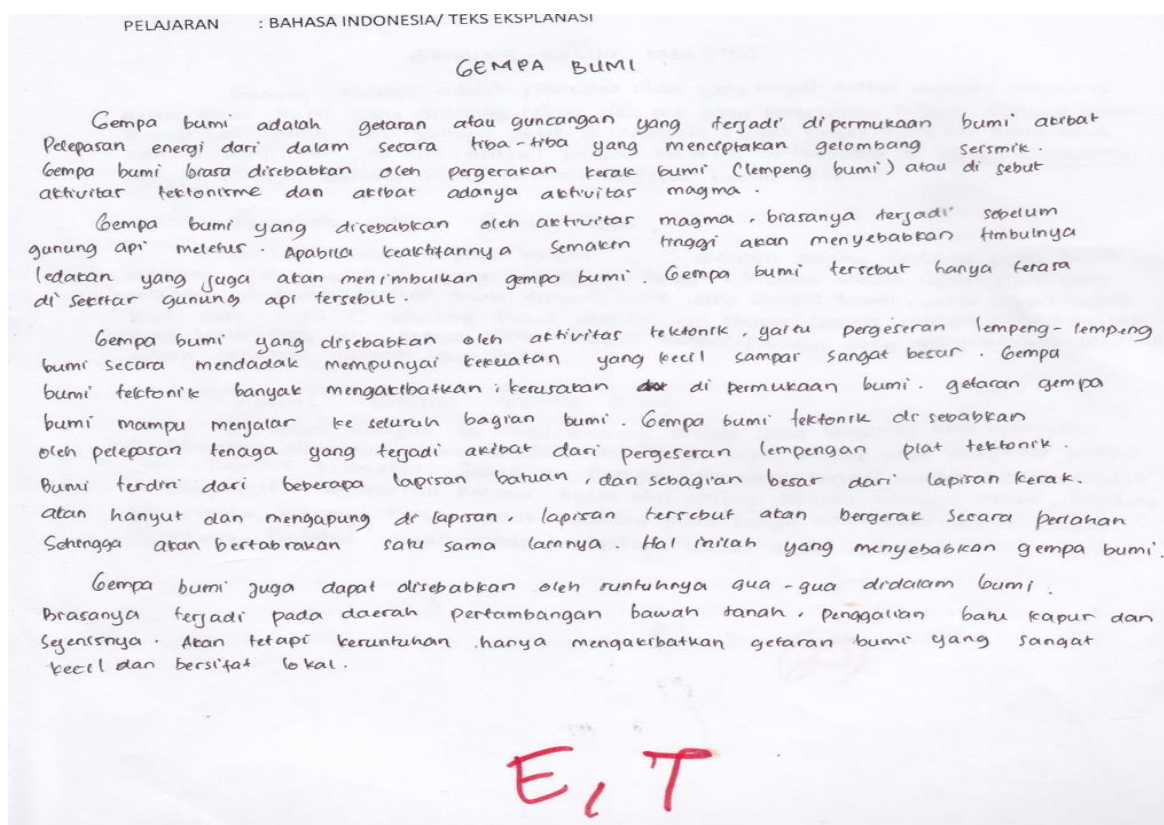 PELAJARAN : BAHASA INDONESIA/ TEKS EKSPLANASI
GEMPA BUMI
Gempa bumi adalah getaran atau guncangan yang terjadi di permukaan bumi akibat
Pelepasan energi dari dalam secara tiba-tiba yang menciptakan gelombang seismik.
Gempa bumi biasa disebabkan oleh pergerakan kerak bumi (lempeng bumi) atau di sebut
aktivitas tektonisme dan akibat adanya aktivitas magma.
Gempa bumi yang disebabkan oleh aktivitas magma, biasanya terjadi sebelum
gunung api meletus. Apabila keaktifannya semakin tinggi akan menyebabkan timbulnya
ledakan yang juga akan menimbulkan gempa bumi. Gempa bumi tersebut hanya terasa
di sekitar gunung api tersebut.
Gempa bumi yang disebabkan oleh aktivitas tektonik, yaitu pergeseran lempeng-lempeng
bumi secara mendadak mempunyai kekuatan yang kecil sampai sangat besar. Gempa
bumi tektonik banyak mengakibatkan kerusakan di permukaan bumi. getaran gempa
bumi mampu menjalar ke seluruh bagian bumi. Gempa bumi tektonik di sebabkan
oleh pelepasan tenaga yang terjadi akibat dari pergeseran lempengan plat tektonik.
Bumi terdiri dari beberapa lapisan batuan, dan sebagian besar dari lapisan kerak.
akan hanyut dan mengapung di lapisan, lapisan tersebut akan bergerak secara perlahan
Sehingga akan bertabrakan satu sama lainnya. Hal inilah yang menyebabkan gempa bumi.
Gempa bumi juga dapat disebabkan oleh runtuhnya gua-gua didalam bumi.
Biasanya terjadi pada daerah pertambangan bawah tanah, Penggalian batu kapur dan
Sejenisnya. Akan tetapi keruntuhan hanya mengakibatkan getaran bumi yang sangat
kecil dan bersifat lokal.
E, T